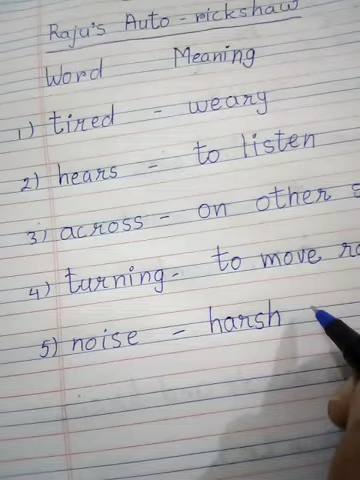 Raju's Auto-rickshaw
Word Meaning
1) tired - weary
2) hears - to listen
3) across - on other
4) turning - to move
5) noise - harsh